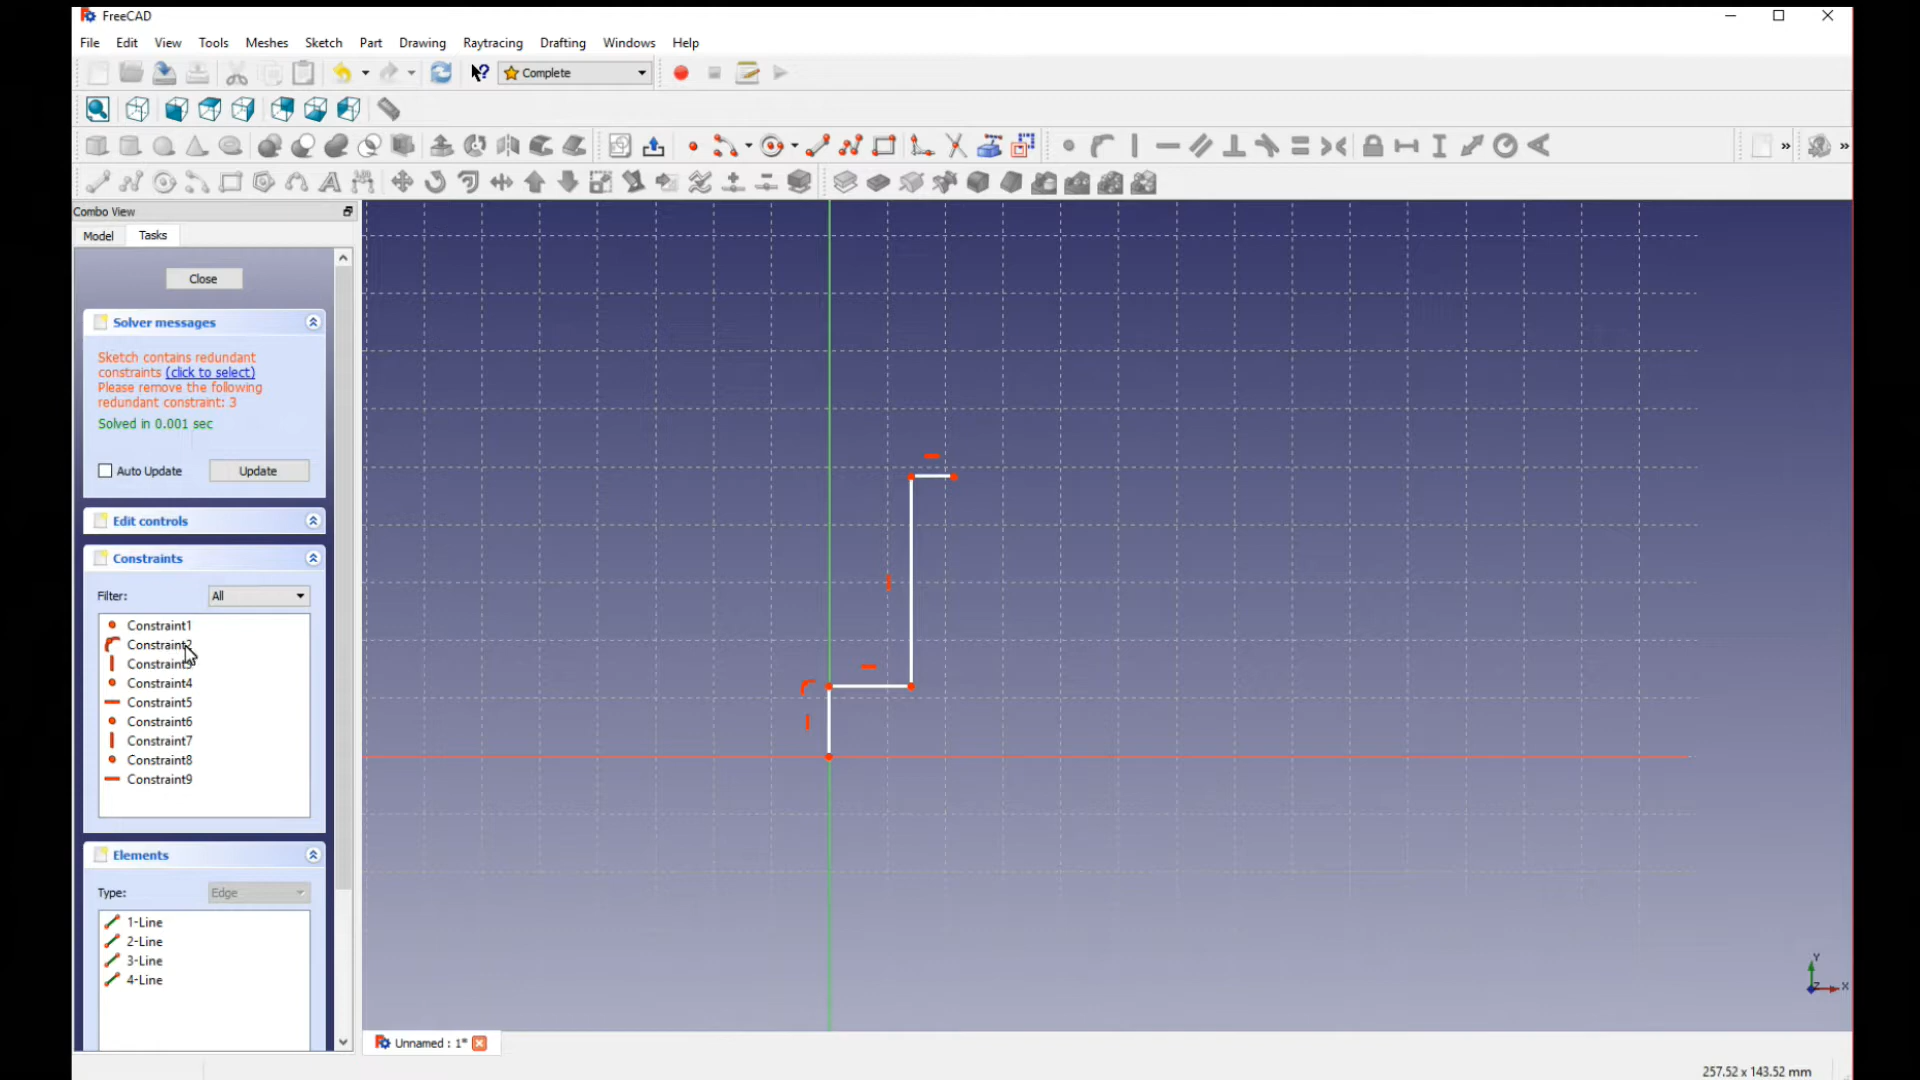 FreeCAD
File Edit View Tools Meshes Sketch Part Drawing Raytracing Drafting Windows Help
Complete
Combo View
Model Tasks
Close
Solver messages
Sketch contains redundant
constraints (click to select)
Please remove the following
redundant constraint: 3
Solved in 0.001 sec
Auto Update Update
Edit controls
Constraints
Filter: All
Constraint1
Constraint2
Constraint3
Constraint4
Constraint5
Constraint6
Constraint7
Constraint8
Constraint9
Elements
Type: Edge
1-Line
2-Line
3-Line
4-Line
Y
Z X
Unnamed : 1*
257.52 x 143.52 mm